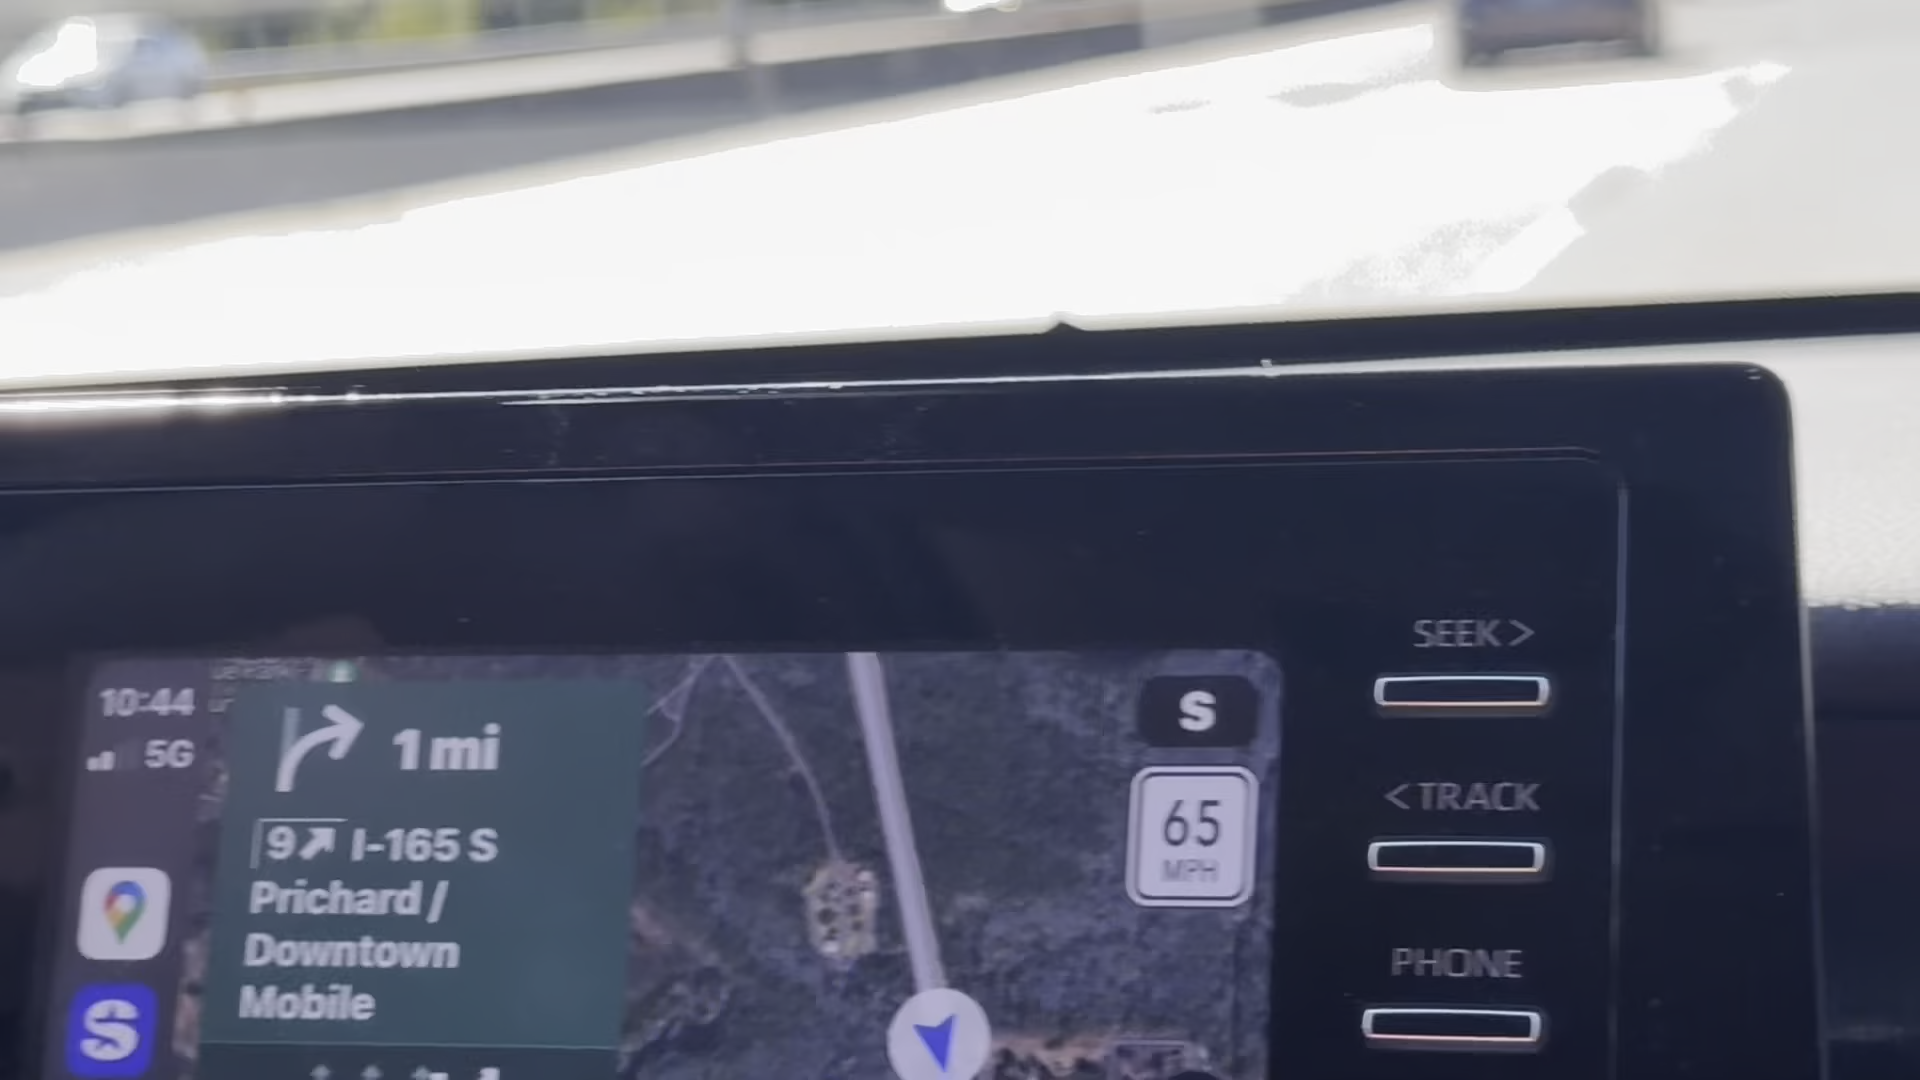 10:44
5G
1 mi
9 I-165 S
Prichard /
Downtown
Mobile
S
S
65
MPH
SEEK >
< TRACK
PHONE